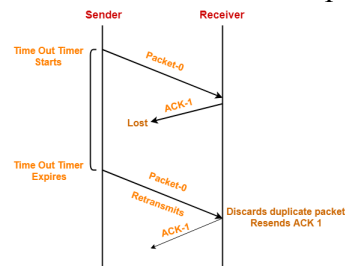 Sender
Receiver
Time Out Timer
Starts
Packet-0
ACK-1
Lost
Time Out Timer
Expires
Packet-0
Retransmits
Discards duplicate packet
Resends ACK 1
ACK-1